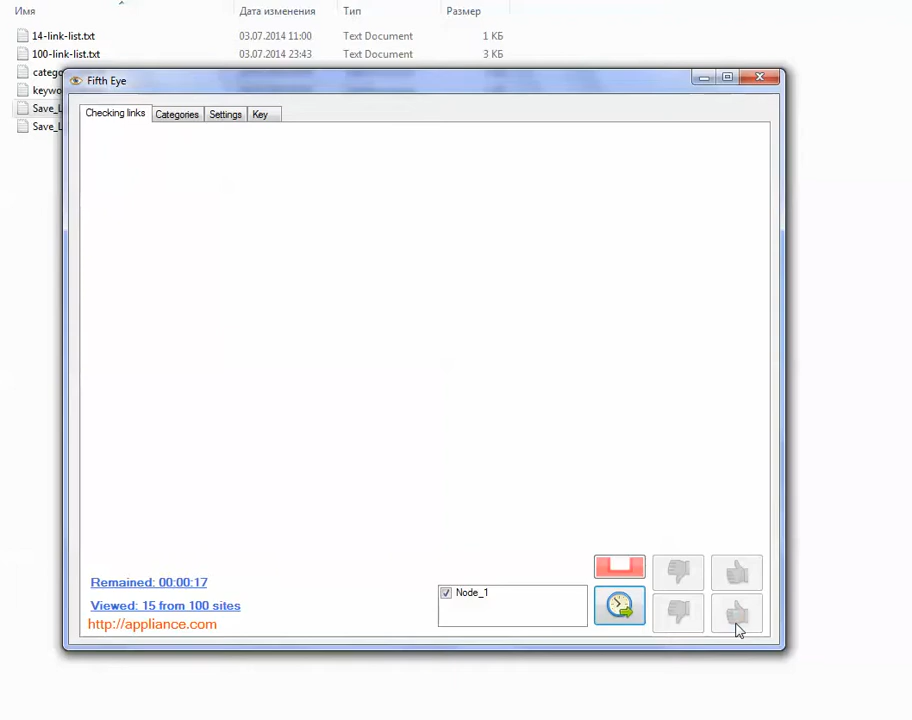 Имя Дата изменения Тип Размер
14-link-list.txt 03.07.2014 11:00 Text Document 1 КБ
100-link-list.txt 03.07.2014 23:43 Text Document 3 КБ
catego
keywo
Save_L
Save_L
Fifth Eye
Checking links Categories Settings Key
Remained: 00:00:17
Viewed: 15 from 100 sites
http://appliance.com
Node_1